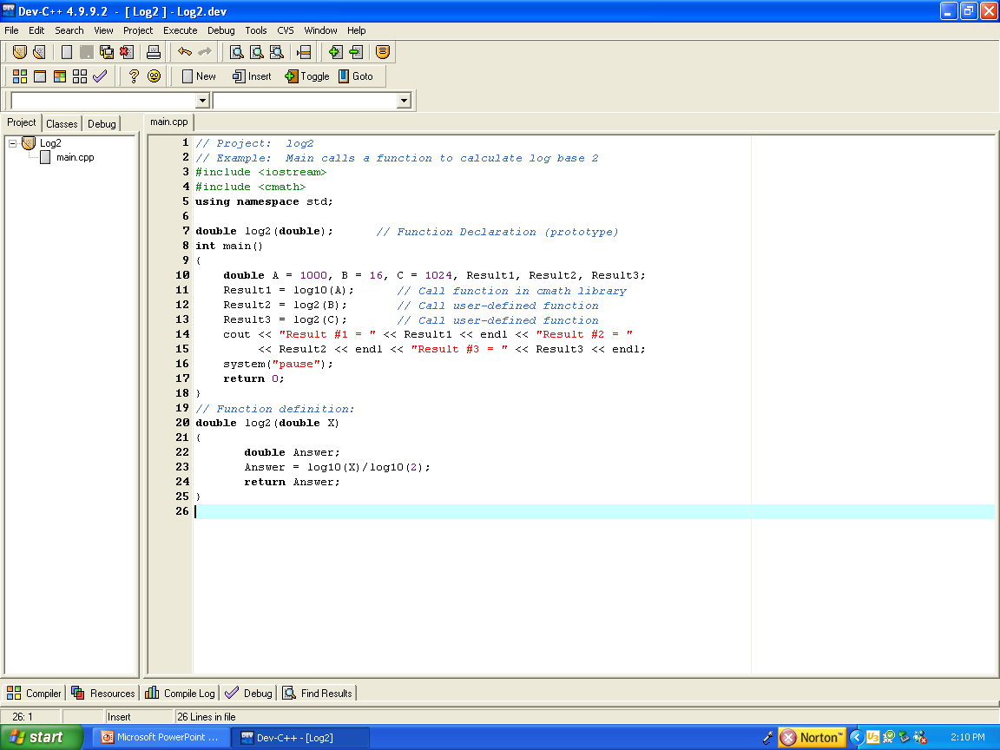 Dev-C++ 4.9.9.2 - [ Log2 ] - Log2.dev
File Edit Search View Project Execute Debug Tools CVS Window Help
New Insert Toggle Goto
Project Classes Debug
main.cpp
Log2
main.cpp
1 // Project:  log2
2 // Example:  Main calls a function to calculate log base 2
3 #include <iostream>
4 #include <cmath>
5 using namespace std;
6
7 double log2(double);      // Function Declaration (prototype)
8 int main()
9 {
10     double A = 1000, B = 16, C = 1024, Result1, Result2, Result3;
11     Result1 = log10(A);      // Call function in cmath library
12     Result2 = log2(B);       // Call user-defined function
13     Result3 = log2(C);       // Call user-defined function
14     cout << "Result #1 = " << Result1 << endl << "Result #2 = "
15          << Result2 << endl << "Result #3 = " << Result3 << endl;
16     system("pause");
17     return 0;
18 }
19 // Function definition:
20 double log2(double X)
21 {
22        double Answer;
23        Answer = log10(X)/log10(2);
24        return Answer;
25 }
26
Compiler Resources Compile Log Debug Find Results
26: 1 Insert 26 Lines in file
start Microsoft PowerPoint ... Dev-C++ - [Log2] Norton™ U3 2:10 PM